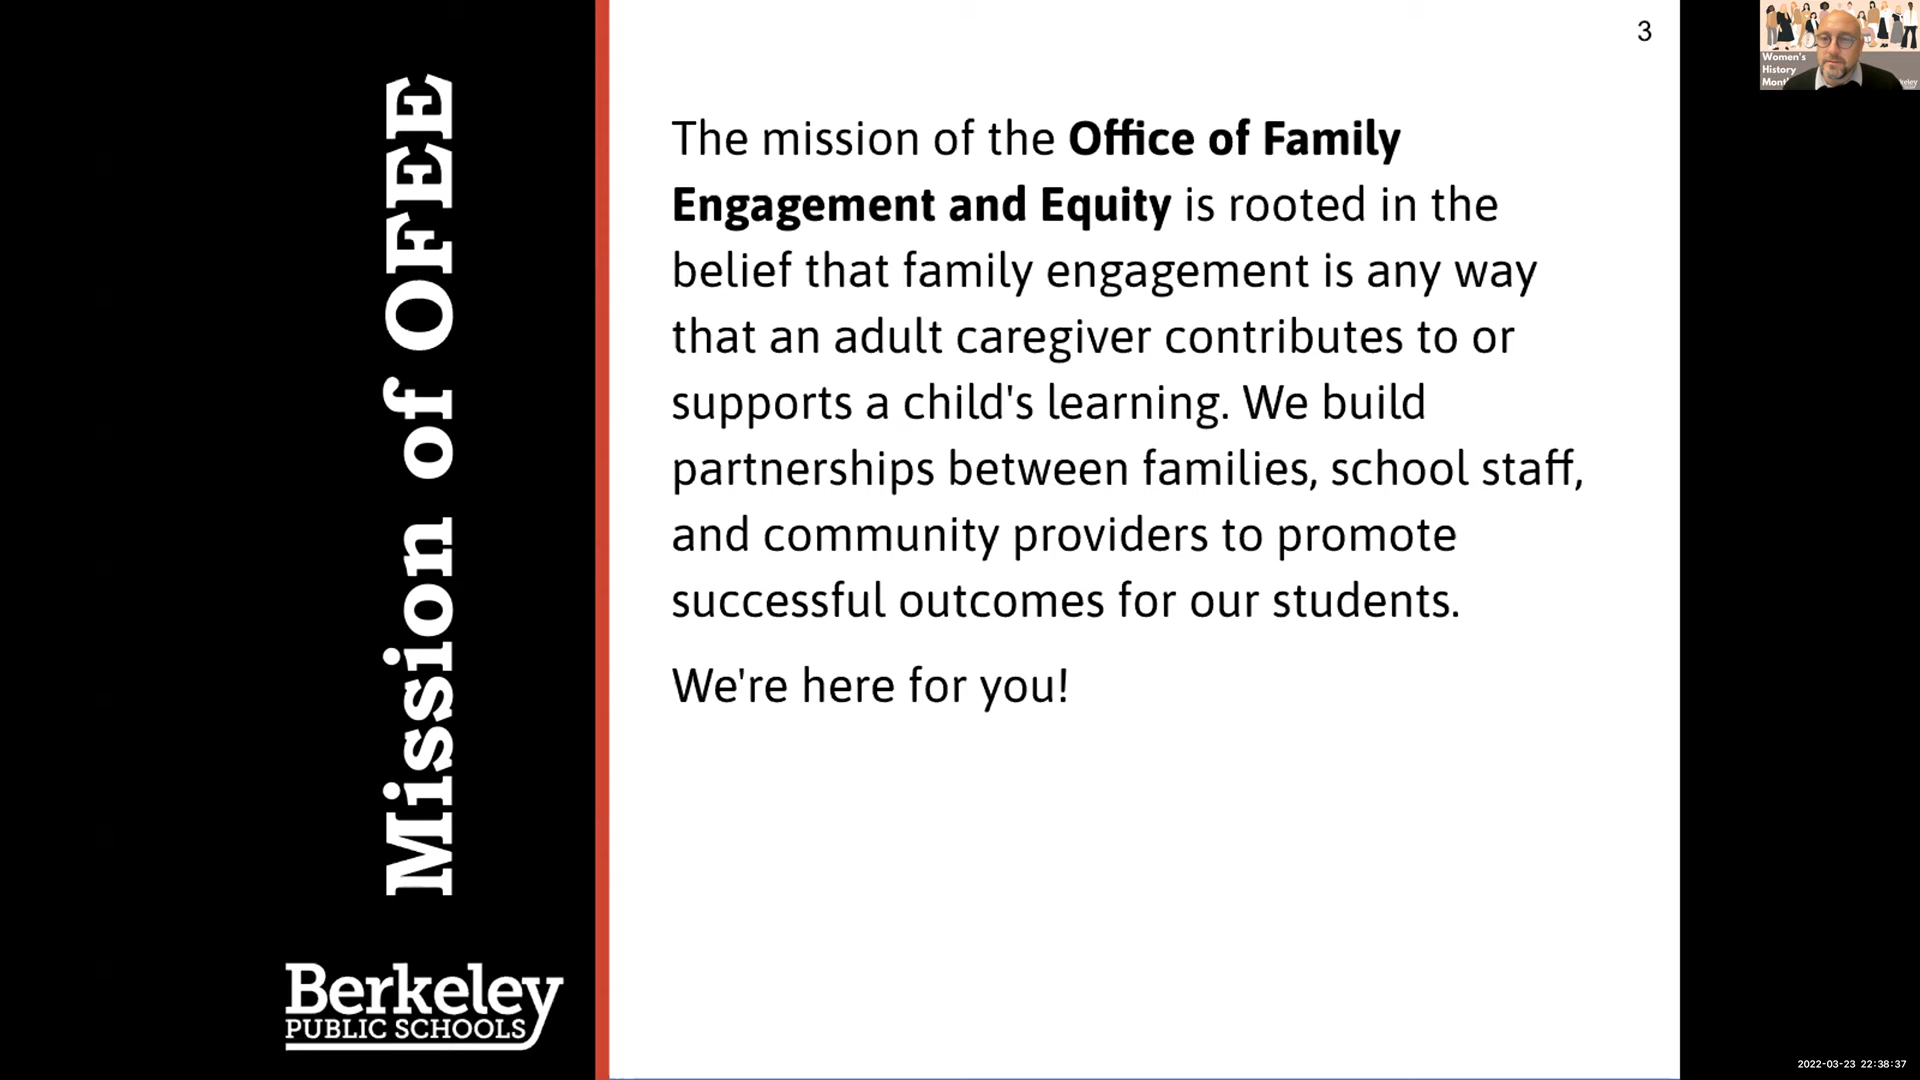 Mission of OFEE
Berkeley
PUBLIC SCHOOLS
3
The mission of the Office of Family
Engagement and Equity is rooted in the
belief that family engagement is any way
that an adult caregiver contributes to or
supports a child's learning. We build
partnerships between families, school staff,
and community providers to promote
successful outcomes for our students.
We're here for you!
Women's
History
2022-03-23 22:38:37